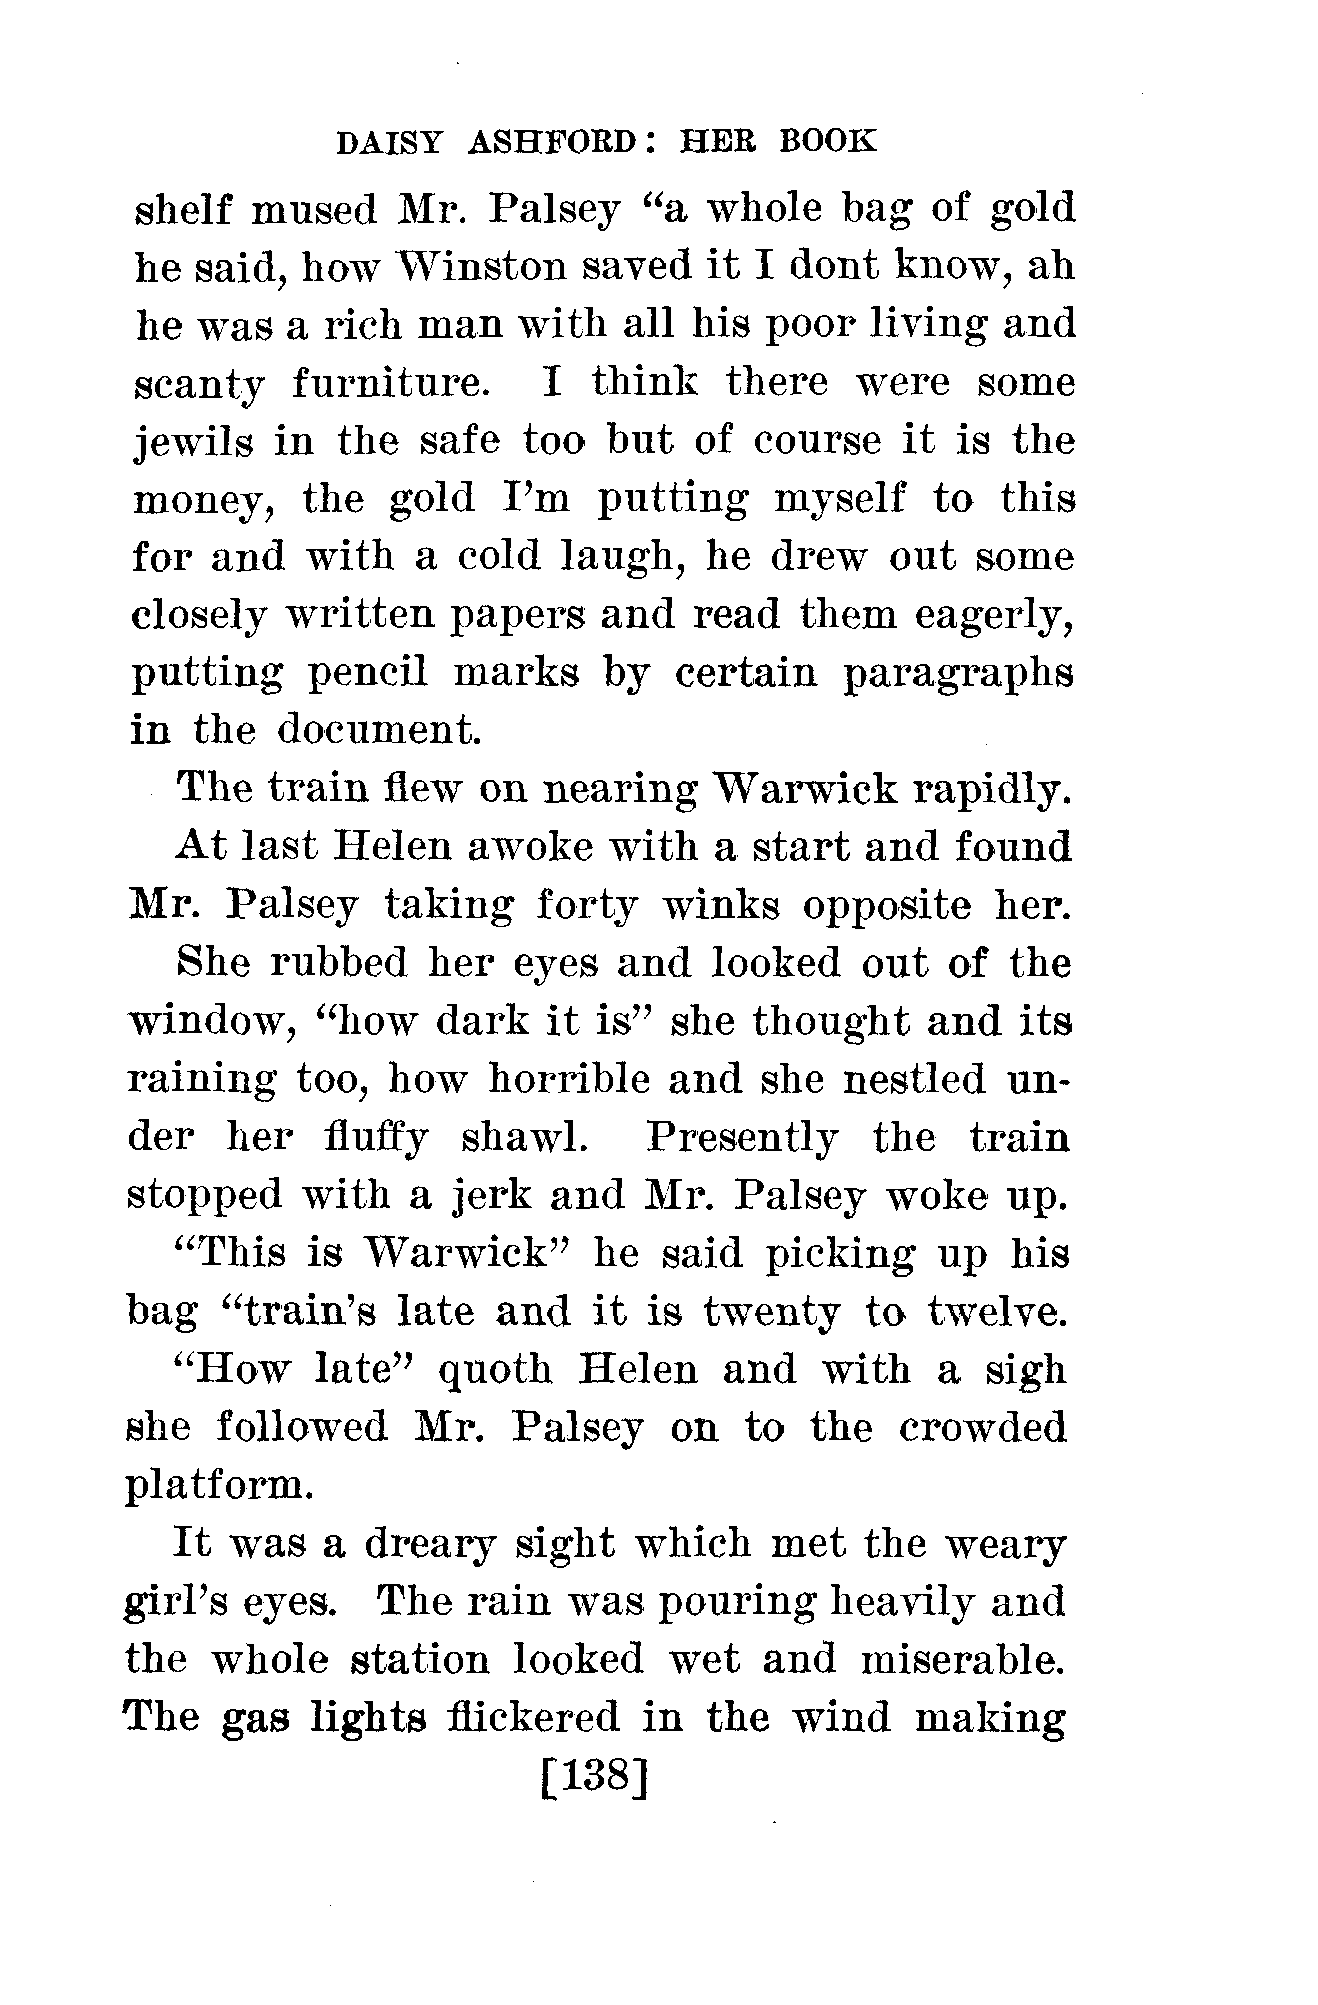 DAISY ASHFORD: HER BOOK
shelf mused Mr. Palsey “a whole bag of gold
he said, how Winston saved it I dont know, ah
he was a rich man with all his poor living and
scanty furniture. I think there were some
jewils in the safe too but of course it is the
money, the gold I’m putting myself to this
for and with a cold laugh, he drew out some
closely written papers and read them eagerly,
putting pencil marks by certain paragraphs
in the document.
The train flew on nearing Warwick rapidly.
At last Helen awoke with a start and found
Mr. Palsey taking forty winks opposite her.
She rubbed her eyes and looked out of the
window, “how dark it is” she thought and its
raining too, how horrible and she nestled un-
der her fluffy shawl. Presently the train
stopped with a jerk and Mr. Palsey woke up.
“This is Warwick” he said picking up his
bag “train’s late and it is twenty to twelve.
“How late” quoth Helen and with a sigh
she followed Mr. Palsey on to the crowded
platform.
It was a dreary sight which met the weary
girl’s eyes. The rain was pouring heavily and
the whole station looked wet and miserable.
The gas lights flickered in the wind making
[138]